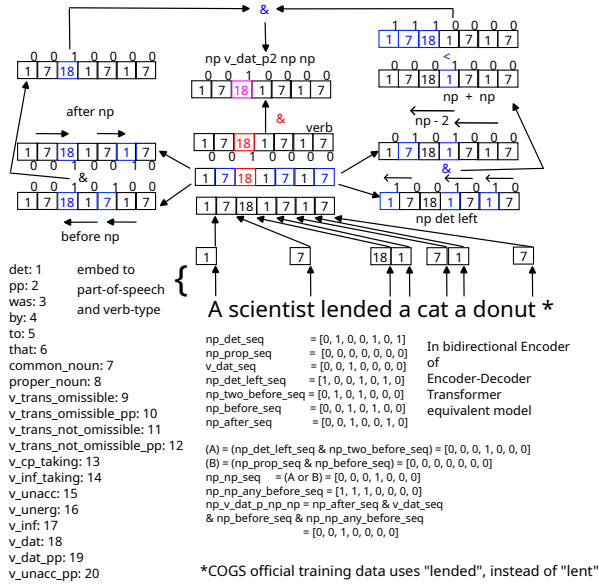 &
0 0 1 0 0 0 0
1 7 18 1 7 1 7
np v_dat_p2 np np
0 0 1 0 0 0 0
1 7 18 1 7 1 7
1 1 1 0 0 0 0
1 7 18 1 7 1 7
<
0 0 0 1 0 0 0
1 7 18 1 7 1 7
np + np
after np
1 7 18 1 7 1 7
0 0 1 0 0 1 0
&
0 0 1 0 1 0 0
1 7 18 1 7 1 7
before np
&
verb
1 7 18 1 7 1 7
0 0 1 0 0 0 0
1 7 18 1 7 1 7
1 7 18 1 7 1 7
np - 2
0 1 0 1 0 0 0
1 7 18 1 7 1 7
&
1 0 0 1 0 1 0
1 7 18 1 7 1 7
np det left
1 7 18 1 7 1 7
A scientist lended a cat a donut *
embed to
part-of-speech
and verb-type
{
det: 1
pp: 2
was: 3
by: 4
to: 5
that: 6
common_noun: 7
proper_noun: 8
v_trans_omissible: 9
v_trans_omissible_pp: 10
v_trans_not_omissible: 11
v_trans_not_omissible_pp: 12
v_cp_taking: 13
v_inf_taking: 14
v_unacc: 15
v_unerg: 16
v_inf: 17
v_dat: 18
v_dat_pp: 19
v_unacc_pp: 20
np_det_seq = [0, 1, 0, 0, 1, 0, 1]
np_prop_seq = [0, 0, 0, 0, 0, 0, 0]
v_dat_seq = [0, 0, 1, 0, 0, 0, 0]
np_det_left_seq = [1, 0, 0, 1, 0, 1, 0]
np_two_before_seq = [0, 1, 0, 1, 0, 0, 0]
np_before_seq = [0, 0, 1, 0, 1, 0, 0]
np_after_seq = [0, 0, 1, 0, 0, 1, 0]
In bidirectional Encoder
of
Encoder-Decoder
Transformer
equivalent model
(A) = (np_det_left_seq & np_two_before_seq) = [0, 0, 0, 1, 0, 0, 0]
(B) = (np_prop_seq & np_before_seq) = [0, 0, 0, 0, 0, 0, 0]
np_np_seq = (A or B) = [0, 0, 0, 1, 0, 0, 0]
np_np_any_before_seq = [1, 1, 1, 0, 0, 0, 0]
np_v_dat_p_np_np = np_after_seq & v_dat_seq
& np_before_seq & np_np_any_before_seq
= [0, 0, 1, 0, 0, 0, 0]
*COGS official training data uses "lended", instead of "lent"